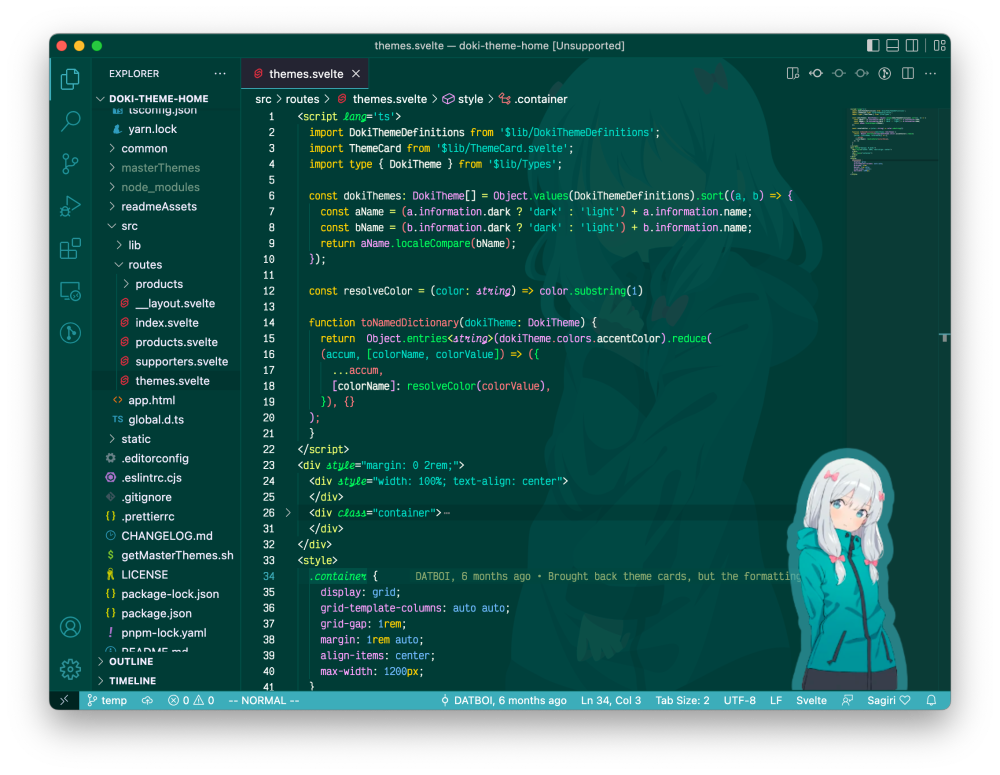 themes.svelte — doki-theme-home [Unsupported]
EXPLORER
DOKI-THEME-HOME
tsconfig.json
yarn.lock
common
masterThemes
node_modules
readmeAssets
src
lib
routes
products
__layout.svelte
index.svelte
products.svelte
supporters.svelte
themes.svelte
app.html
TS global.d.ts
static
.editorconfig
.eslintrc.cjs
.gitignore
{} .prettierrc
CHANGELOG.md
$ getMasterThemes.sh
LICENSE
{} package-lock.json
{} package.json
! pnpm-lock.yaml
README.md
OUTLINE
TIMELINE
themes.svelte
src > routes > themes.svelte > style > .container
1 <script lang='ts'>
2 import DokiThemeDefinitions from '$lib/DokiThemeDefinitions';
3 import ThemeCard from '$lib/ThemeCard.svelte';
4 import type { DokiTheme } from '$lib/Types';
5
6 const dokiThemes: DokiTheme[] = Object.values(DokiThemeDefinitions).sort((a, b) => {
7 const aName = (a.information.dark ? 'dark' : 'light') + a.information.name;
8 const bName = (b.information.dark ? 'dark' : 'light') + b.information.name;
9 return aName.localeCompare(bName);
10 });
11
12 const resolveColor = (color: string) => color.substring(1)
13
14 function toNamedDictionary(dokiTheme: DokiTheme) {
15 return Object.entries<string>(dokiTheme.colors.accentColor).reduce(
16 (accum, [colorName, colorValue]) => ({
17 ...accum,
18 [colorName]: resolveColor(colorValue),
19 }), {}
20 );
21 }
22 </script>
23 <div style="margin: 0 2rem;">
24 <div style="width: 100%; text-align: center">
25 </div>
26 <div class="container">⋯
31 </div>
32 </div>
33 <style>
34 .container { DATBOI, 6 months ago • Brought back theme cards, but the formatting
35 display: grid;
36 grid-template-columns: auto auto;
37 grid-gap: 1rem;
38 margin: 1rem auto;
39 align-items: center;
40 max-width: 1200px;
41 }
temp 0 0 -- NORMAL -- DATBOI, 6 months ago Ln 34, Col 3 Tab Size: 2 UTF-8 LF Svelte Sagiri ♡